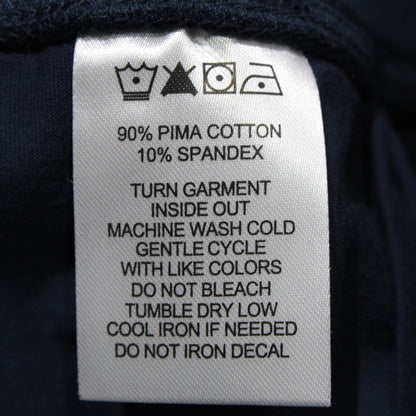 90% PIMA COTTON
10% SPANDEX
TURN GARMENT
INSIDE OUT
MACHINE WASH COLD
GENTLE CYCLE
WITH LIKE COLORS
DO NOT BLEACH
TUMBLE DRY LOW
COOL IRON IF NEEDED
DO NOT IRON DECAL